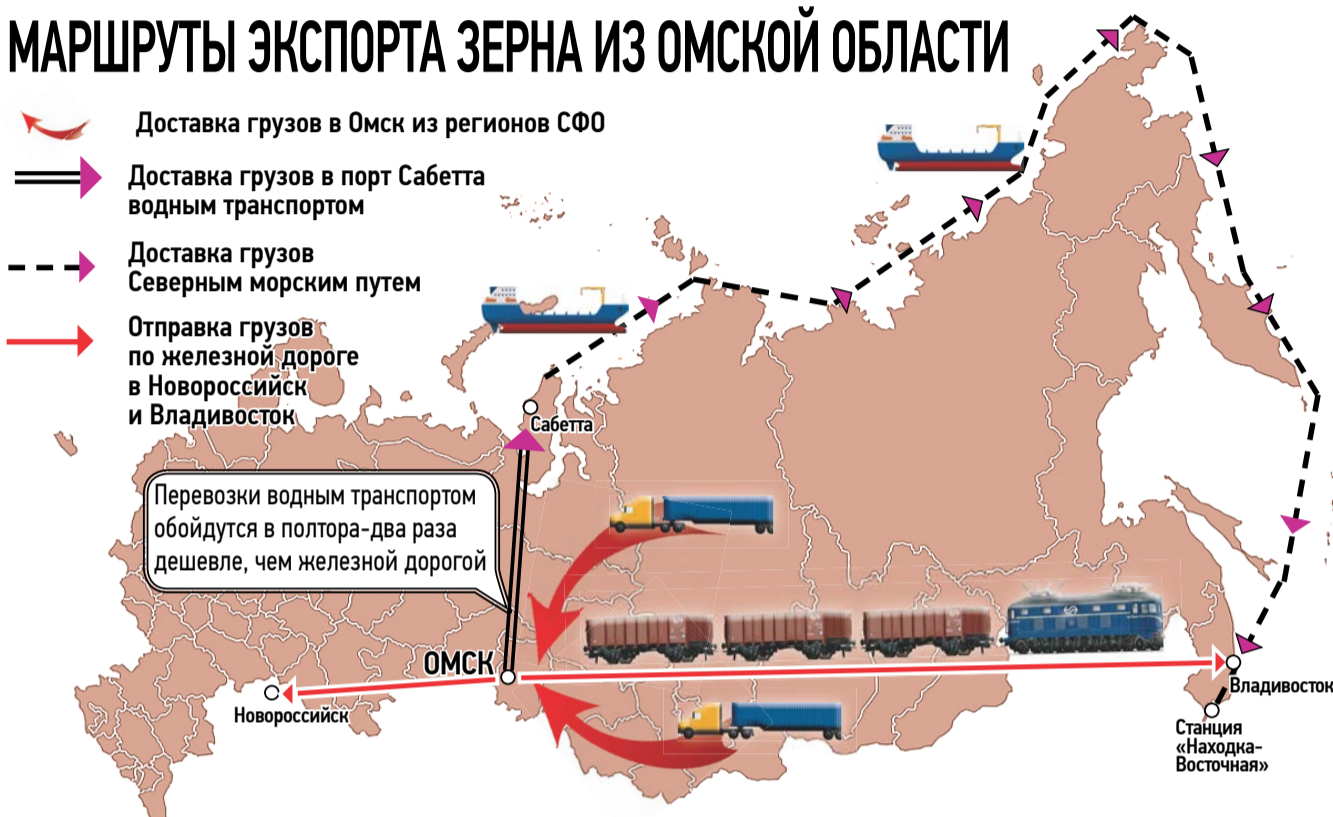 МАРШРУТЫ ЭКСПОРТА ЗЕРНА ИЗ ОМСКОЙ ОБЛАСТИ
Доставка грузов в Омск из регионов СФО
Доставка грузов в порт Сабетта
водным транспортом
Доставка грузов
Северным морским путем
Отправка грузов
по железной дороге
в Новороссийск
и Владивосток
Сабетта
Перевозки водным транспортом
обойдутся в полтора-два раза
дешевле, чем железной дорогой
ОМСК
Новороссийск
Владивосток
Станция
«Находка-
Восточная»